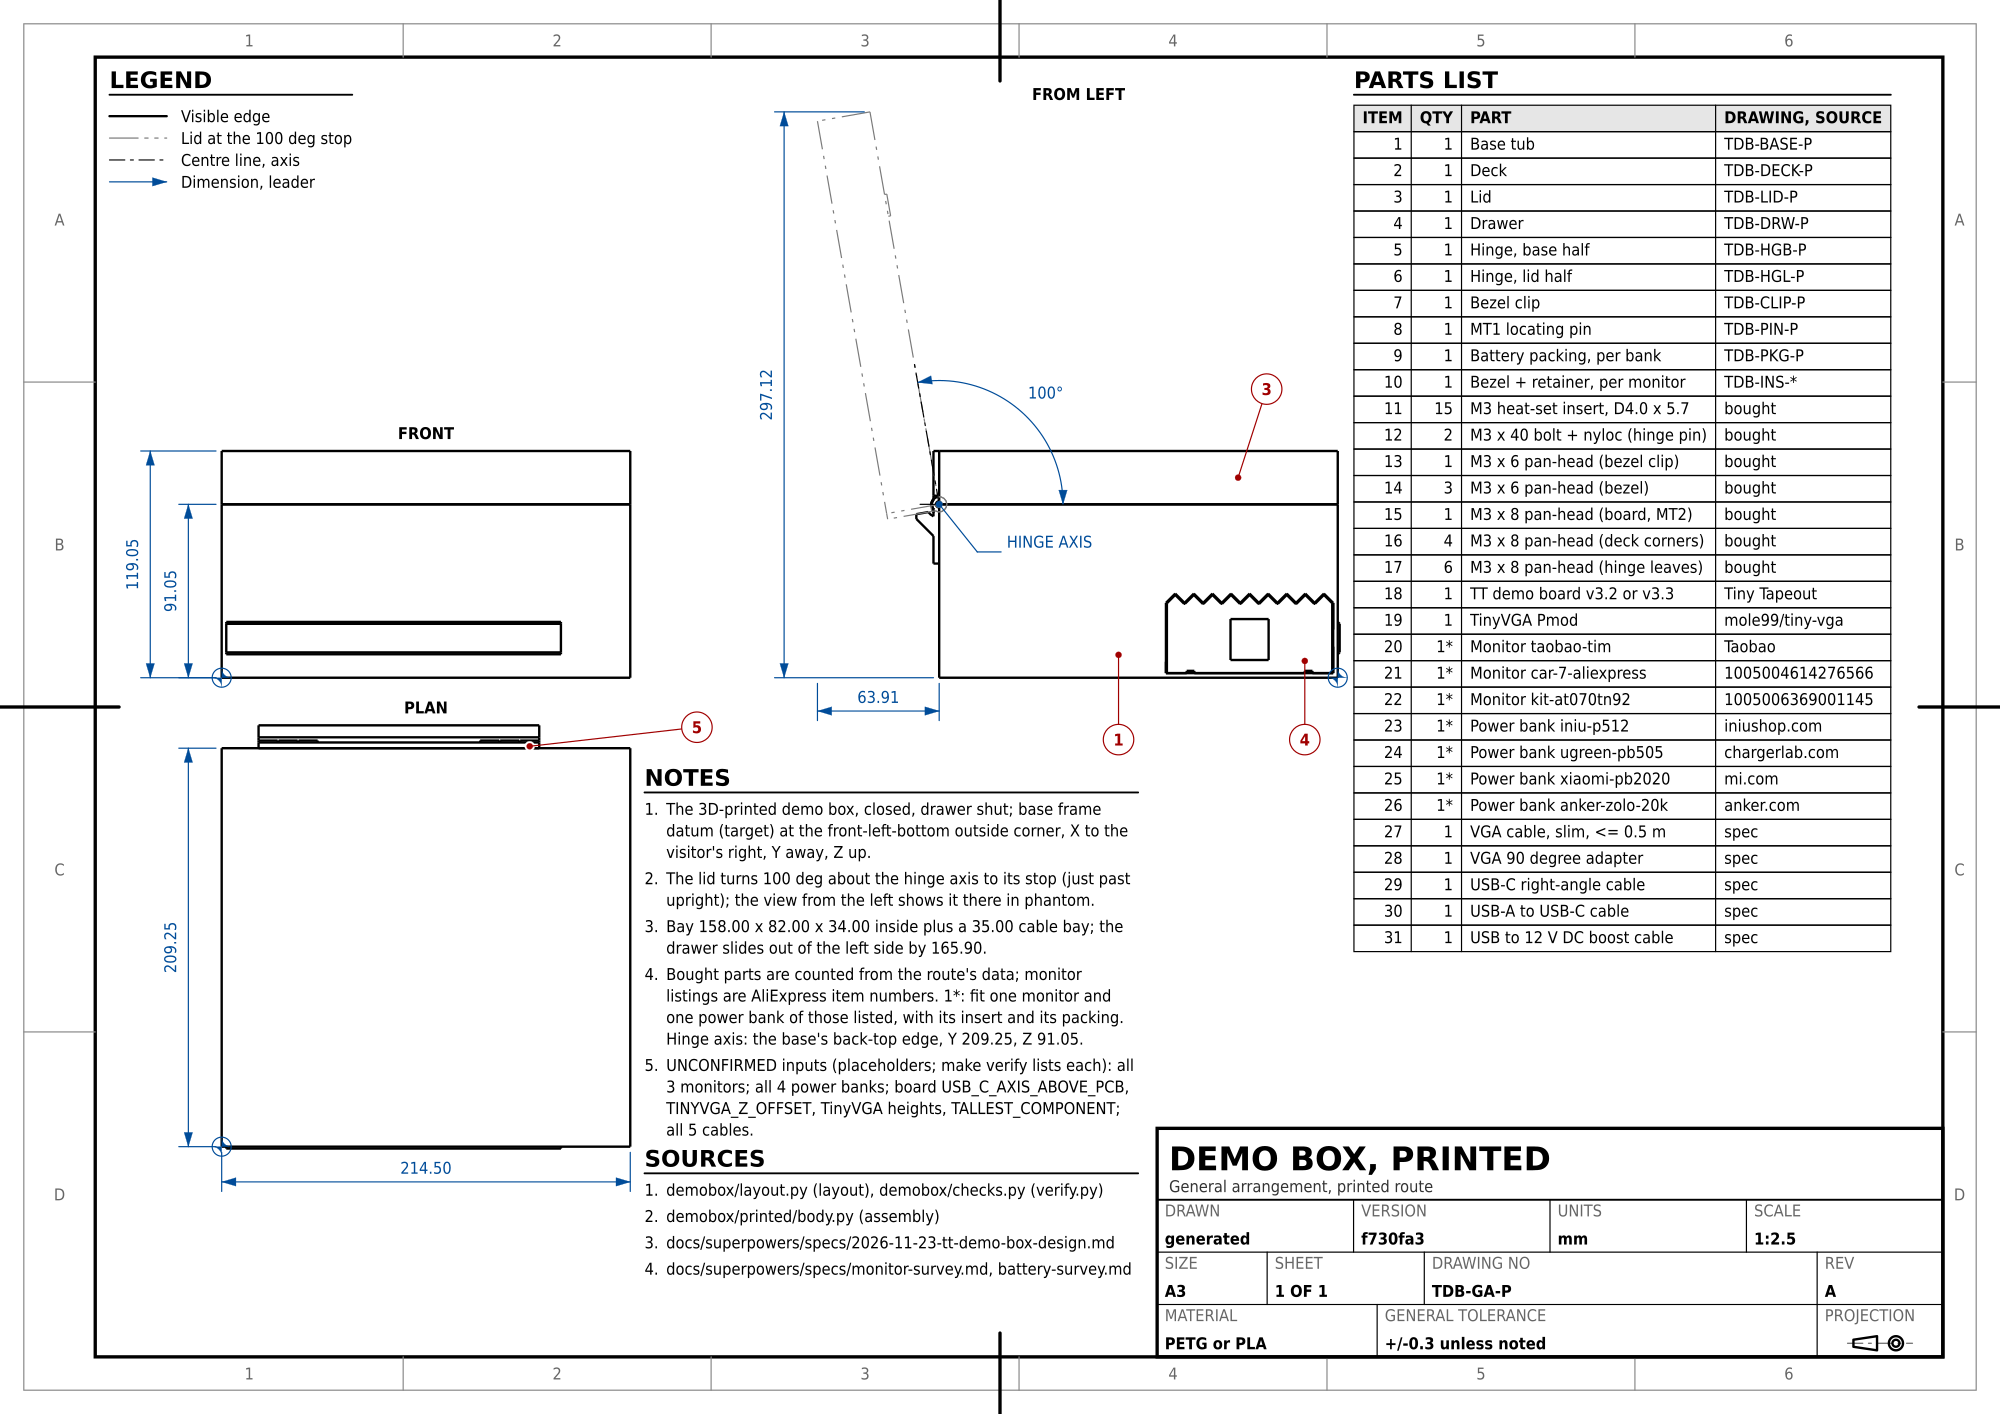 1 2 3 4 5 6
A A
B B
C C
D D
1 2 3 4 5 6
LEGEND
Visible edge
Lid at the 100 deg stop
Centre line, axis
Dimension, leader
FROM LEFT
297.12
100°
3
HINGE AXIS
63.91
1
4
FRONT
119.05
91.05
PLAN
5
209.25
214.50
NOTES
1. The 3D-printed demo box, closed, drawer shut; base frame
datum (target) at the front-left-bottom outside corner, X to the
visitor's right, Y away, Z up.
2. The lid turns 100 deg about the hinge axis to its stop (just past
upright); the view from the left shows it there in phantom.
3. Bay 158.00 x 82.00 x 34.00 inside plus a 35.00 cable bay; the
drawer slides out of the left side by 165.90.
4. Bought parts are counted from the route's data; monitor
listings are AliExpress item numbers. 1*: fit one monitor and
one power bank of those listed, with its insert and its packing.
Hinge axis: the base's back-top edge, Y 209.25, Z 91.05.
5. UNCONFIRMED inputs (placeholders; make verify lists each): all
3 monitors; all 4 power banks; board USB_C_AXIS_ABOVE_PCB,
TINYVGA_Z_OFFSET, TinyVGA heights, TALLEST_COMPONENT;
all 5 cables.
SOURCES
1. demobox/layout.py (layout), demobox/checks.py (verify.py)
2. demobox/printed/body.py (assembly)
3. docs/superpowers/specs/2026-11-23-tt-demo-box-design.md
4. docs/superpowers/specs/monitor-survey.md, battery-survey.md
PARTS LIST
ITEM QTY PART DRAWING, SOURCE
1 1 Base tub TDB-BASE-P
2 1 Deck TDB-DECK-P
3 1 Lid TDB-LID-P
4 1 Drawer TDB-DRW-P
5 1 Hinge, base half TDB-HGB-P
6 1 Hinge, lid half TDB-HGL-P
7 1 Bezel clip TDB-CLIP-P
8 1 MT1 locating pin TDB-PIN-P
9 1 Battery packing, per bank TDB-PKG-P
10 1 Bezel + retainer, per monitor TDB-INS-*
11 15 M3 heat-set insert, D4.0 x 5.7 bought
12 2 M3 x 40 bolt + nyloc (hinge pin) bought
13 1 M3 x 6 pan-head (bezel clip) bought
14 3 M3 x 6 pan-head (bezel) bought
15 1 M3 x 8 pan-head (board, MT2) bought
16 4 M3 x 8 pan-head (deck corners) bought
17 6 M3 x 8 pan-head (hinge leaves) bought
18 1 TT demo board v3.2 or v3.3 Tiny Tapeout
19 1 TinyVGA Pmod mole99/tiny-vga
20 1* Monitor taobao-tim Taobao
21 1* Monitor car-7-aliexpress 1005004614276566
22 1* Monitor kit-at070tn92 1005006369001145
23 1* Power bank iniu-p512 iniushop.com
24 1* Power bank ugreen-pb505 chargerlab.com
25 1* Power bank xiaomi-pb2020 mi.com
26 1* Power bank anker-zolo-20k anker.com
27 1 VGA cable, slim, <= 0.5 m spec
28 1 VGA 90 degree adapter spec
29 1 USB-C right-angle cable spec
30 1 USB-A to USB-C cable spec
31 1 USB to 12 V DC boost cable spec
DEMO BOX, PRINTED
General arrangement, printed route
DRAWN VERSION UNITS SCALE
generated f730fa3 mm 1:2.5
SIZE SHEET DRAWING NO REV
A3 1 OF 1 TDB-GA-P A
MATERIAL GENERAL TOLERANCE PROJECTION
PETG or PLA +/-0.3 unless noted